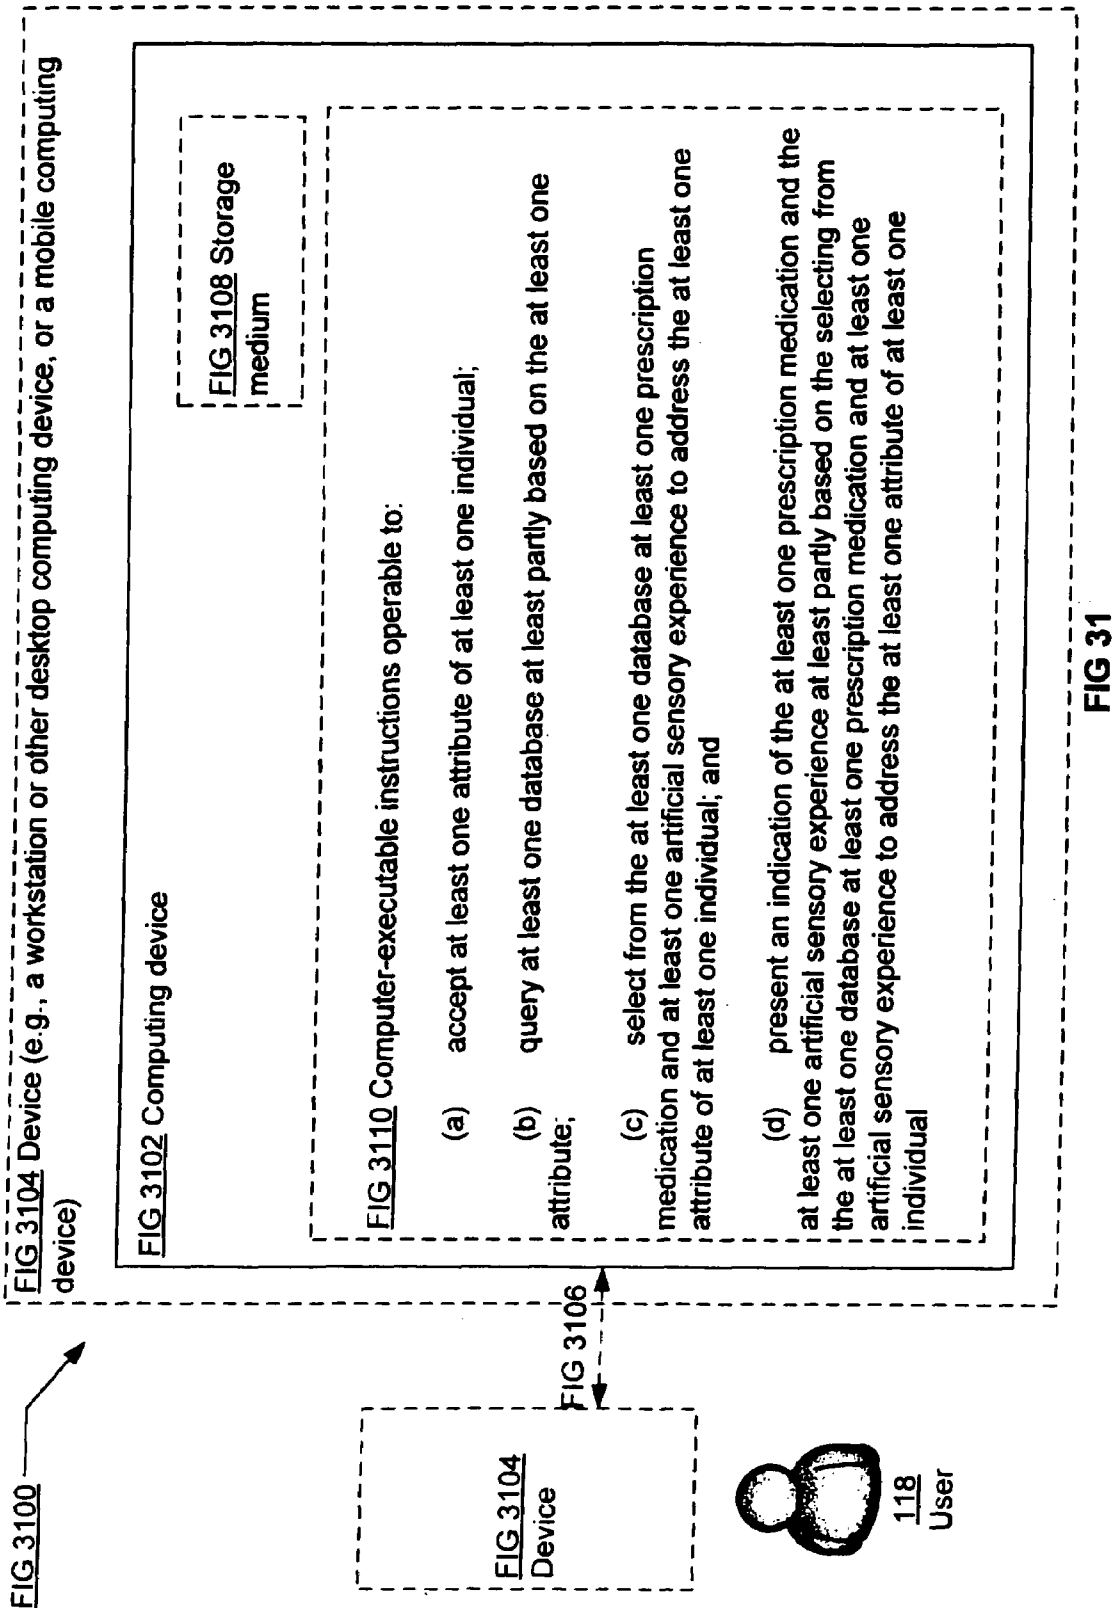 FIG 3100
FIG 3104 Device (e.g., a workstation or other desktop computing device, or a mobile computing
device)
FIG 3102 Computing device
FIG 3108 Storage
medium
FIG 3110 Computer-executable instructions operable to:
(a) accept at least one attribute of at least one individual;
(b) query at least one database at least partly based on the at least one
attribute;
(c) select from the at least one database at least one prescription
medication and at least one artificial sensory experience to address the at least one
attribute of at least one individual; and
(d) present an indication of the at least one prescription medication and the
at least one artificial sensory experience at least partly based on the selecting from
the at least one database at least one prescription medication and at least one
artificial sensory experience to address the at least one attribute of at least one
individual
FIG 3106
FIG 3104
Device
118
User
FIG 31